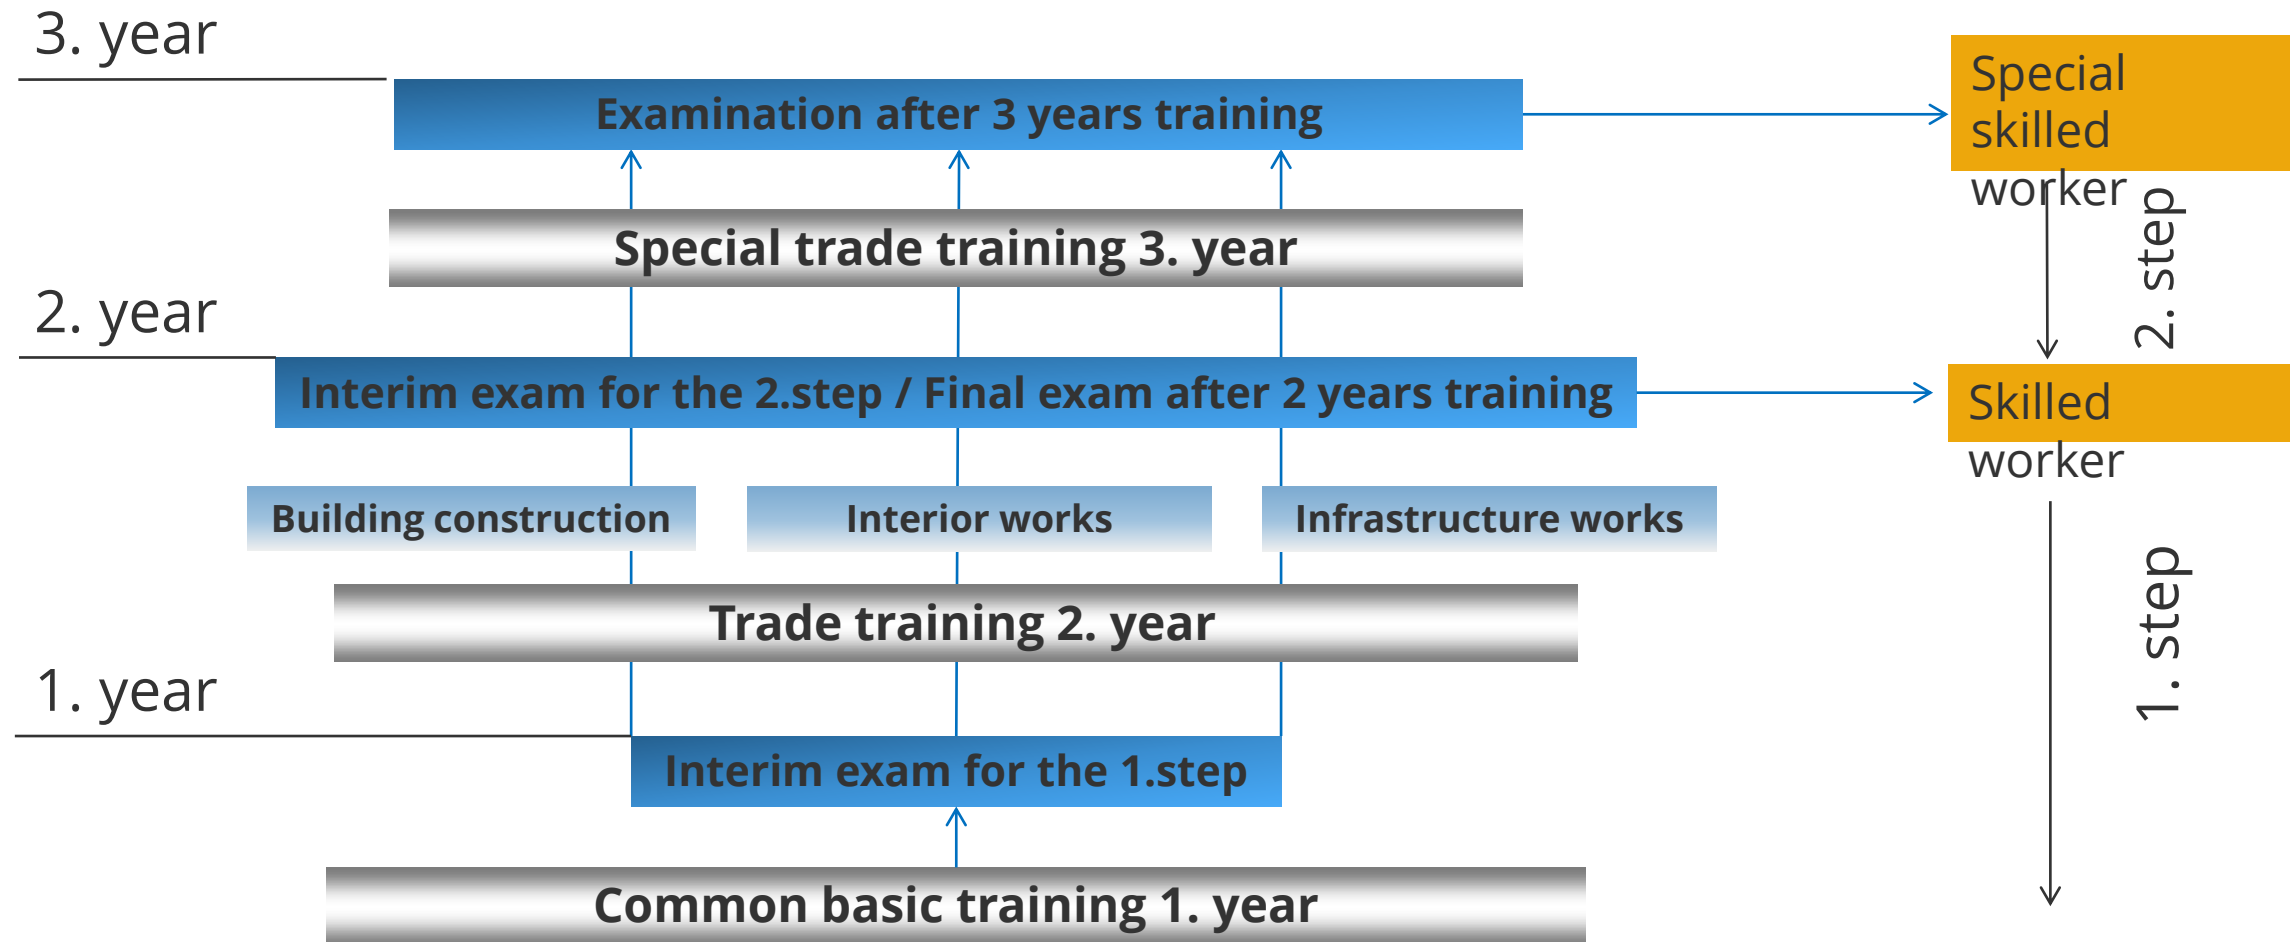 3. year
Examination after 3 years training
Special
skilled
worker
Special trade training 3. year
2. step
2. year
Interim exam for the 2.step / Final exam after 2 years training
Skilled
worker
Building construction
Interior works
Infrastructure works
Trade training 2. year
1. step
1. year
Interim exam for the 1.step
Common basic training 1. year